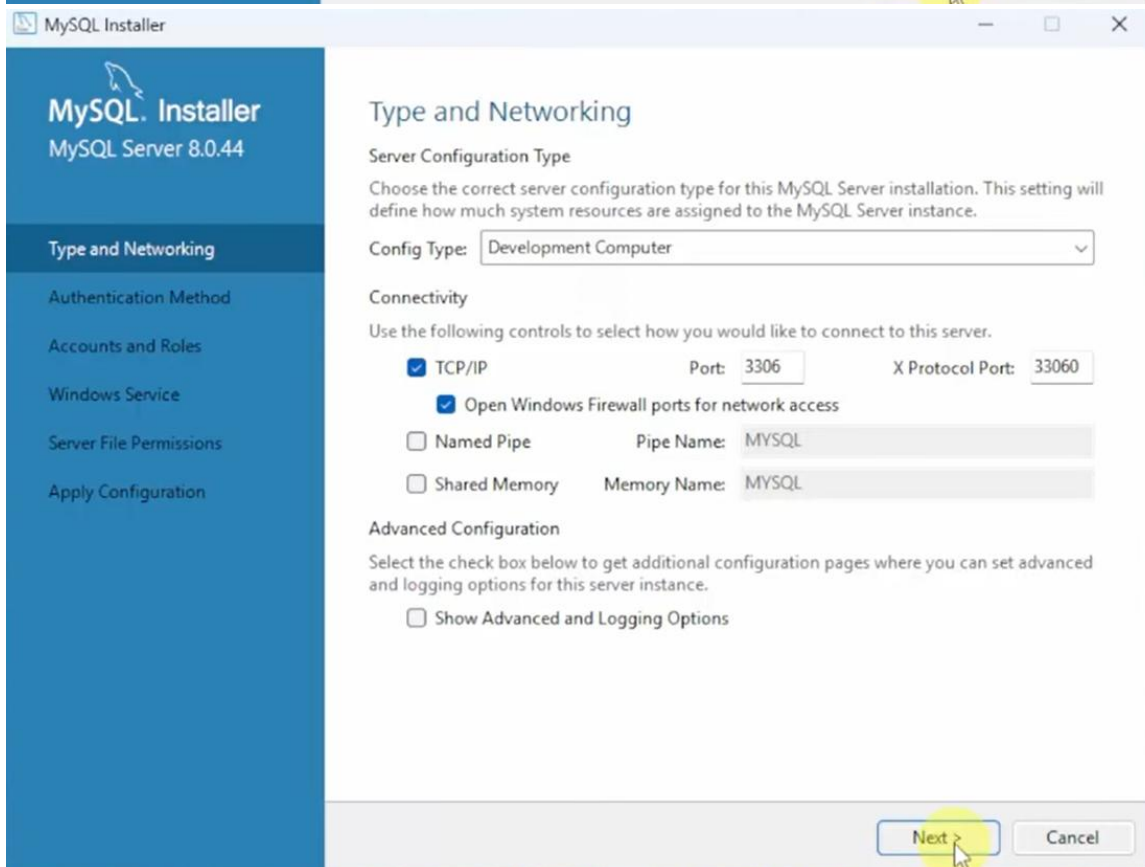 MySQL Installer
MySQL. Installer
MySQL Server 8.0.44
Type and Networking
Authentication Method
Accounts and Roles
Windows Service
Server File Permissions
Apply Configuration
Type and Networking
Server Configuration Type
Choose the correct server configuration type for this MySQL Server installation. This setting will
define how much system resources are assigned to the MySQL Server instance.
Config Type: Development Computer
Connectivity
Use the following controls to select how you would like to connect to this server.
TCP/IP Port: 3306 X Protocol Port: 33060
Open Windows Firewall ports for network access
Named Pipe Pipe Name: MYSQL
Shared Memory Memory Name: MYSQL
Advanced Configuration
Select the check box below to get additional configuration pages where you can set advanced
and logging options for this server instance.
Show Advanced and Logging Options
Next > Cancel